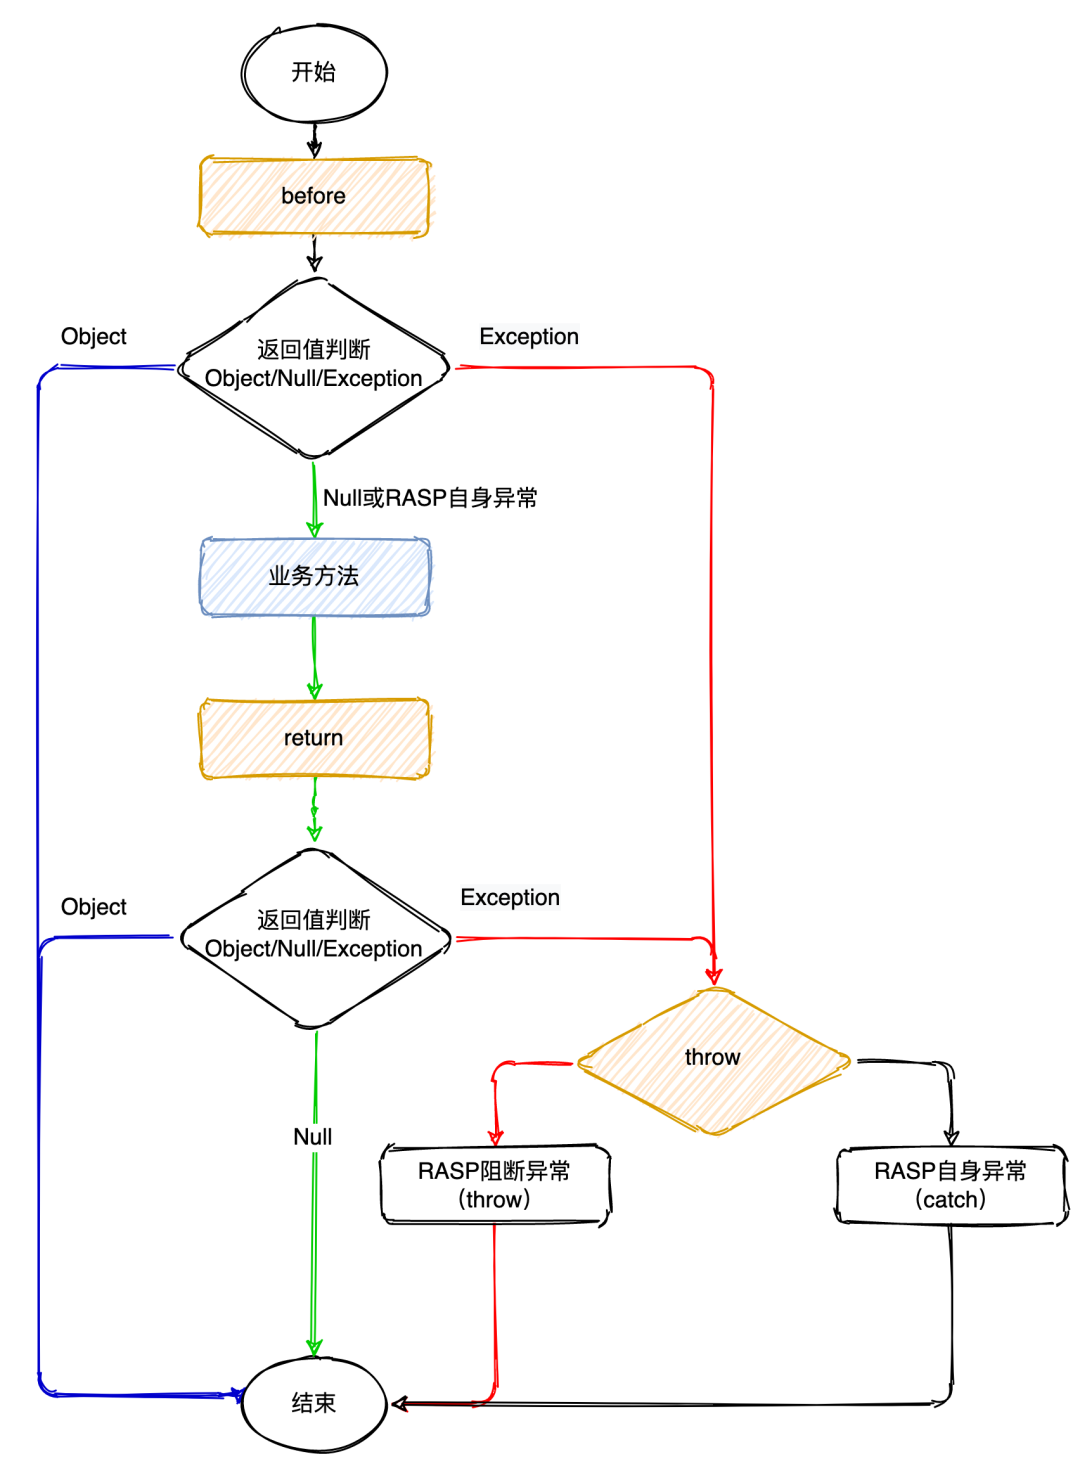 开始
before
Object
返回值判断
Object/Null/Exception
Exception
Null或RASP自身异常
业务方法
return
Object
返回值判断
Object/Null/Exception
Exception
throw
Null
RASP阻断异常
（throw）
RASP自身异常
（catch）
结束